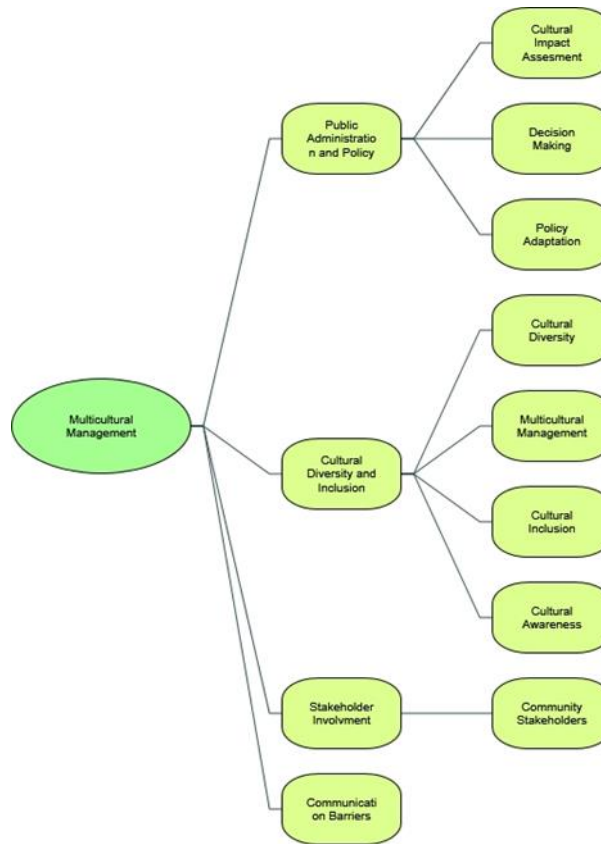 Cultural
Impact
Assesment
Public
Administratio
n and Policy
Decision
Making
Policy
Adaptation
Cultural
Diversity
Multicultural
Management
Multicultural
Management
Cultural
Diversity and
Inclusion
Cultural
Inclusion
Cultural
Awareness
Stakeholder
Involvment
Community
Stakeholders
Communicati
on Barriers